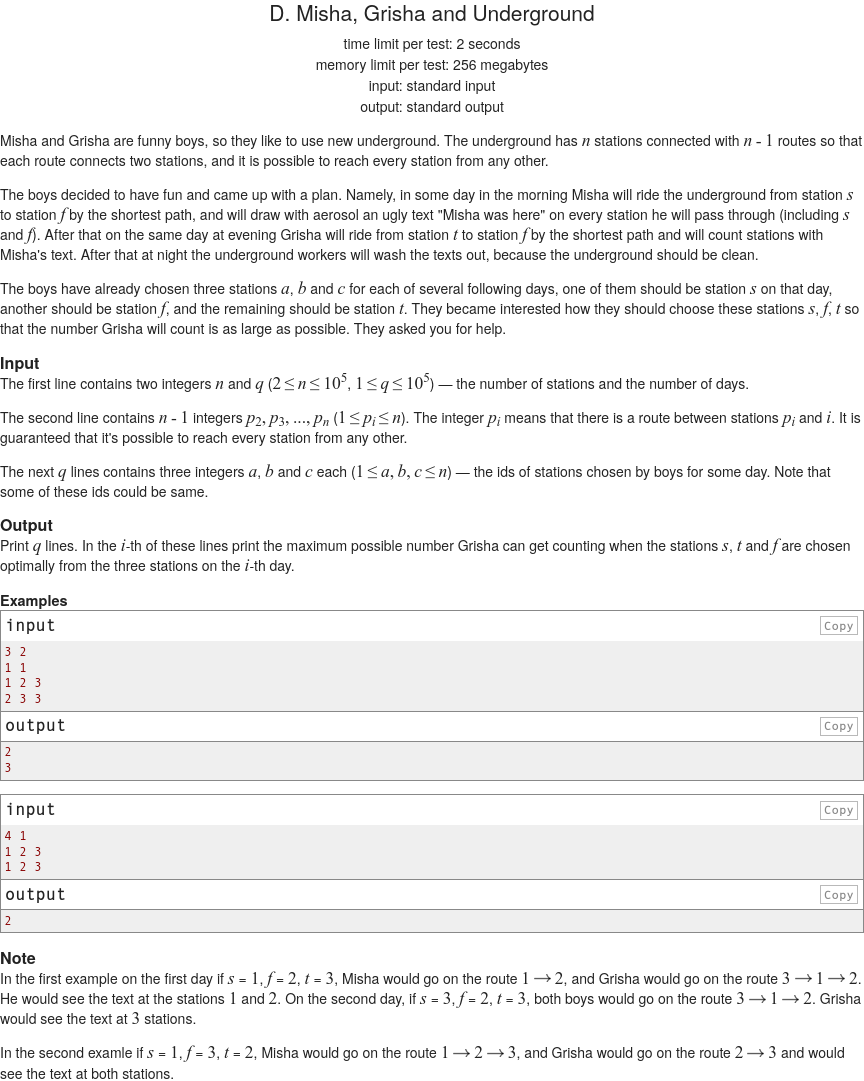 D. Misha, Grisha and Underground
time limit per test: 2 seconds
memory limit per test: 256 megabytes
input: standard input
output: standard output
Misha and Grisha are funny boys, so they like to use new underground. The underground has n stations connected with n - 1 routes so that
each route connects two stations, and it is possible to reach every station from any other.
The boys decided to have fun and came up with a plan. Namely, in some day in the morning Misha will ride the underground from station s
to station f by the shortest path, and will draw with aerosol an ugly text "Misha was here" on every station he will pass through (including s
and f). After that on the same day at evening Grisha will ride from station t to station f by the shortest path and will count stations with
Misha's text. After that at night the underground workers will wash the texts out, because the underground should be clean.
The boys have already chosen three stations a, b and c for each of several following days, one of them should be station s on that day,
another should be station f, and the remaining should be station t. They became interested how they should choose these stations s, f, t so
that the number Grisha will count is as large as possible. They asked you for help.
Input
The first line contains two integers n and q (2 ≤ n ≤ 10^5, 1 ≤ q ≤ 10^5) — the number of stations and the number of days.
The second line contains n - 1 integers p_2, p_3, ..., p_n (1 ≤ p_i ≤ n). The integer p_i means that there is a route between stations p_i and i. It is
guaranteed that it's possible to reach every station from any other.
The next q lines contains three integers a, b and c each (1 ≤ a, b, c ≤ n) — the ids of stations chosen by boys for some day. Note that
some of these ids could be same.
Output
Print q lines. In the i-th of these lines print the maximum possible number Grisha can get counting when the stations s, t and f are chosen
optimally from the three stations on the i-th day.
Examples
input Copy
3 2
1 1
1 2 3
2 3 3
output Copy
2
3
input Copy
4 1
1 2 3
1 2 3
output Copy
2
Note
In the first example on the first day if s = 1, f = 2, t = 3, Misha would go on the route 1 → 2, and Grisha would go on the route 3 → 1 → 2.
He would see the text at the stations 1 and 2. On the second day, if s = 3, f = 2, t = 3, both boys would go on the route 3 → 1 → 2. Grisha
would see the text at 3 stations.
In the second examle if s = 1, f = 3, t = 2, Misha would go on the route 1 → 2 → 3, and Grisha would go on the route 2 → 3 and would
see the text at both stations.